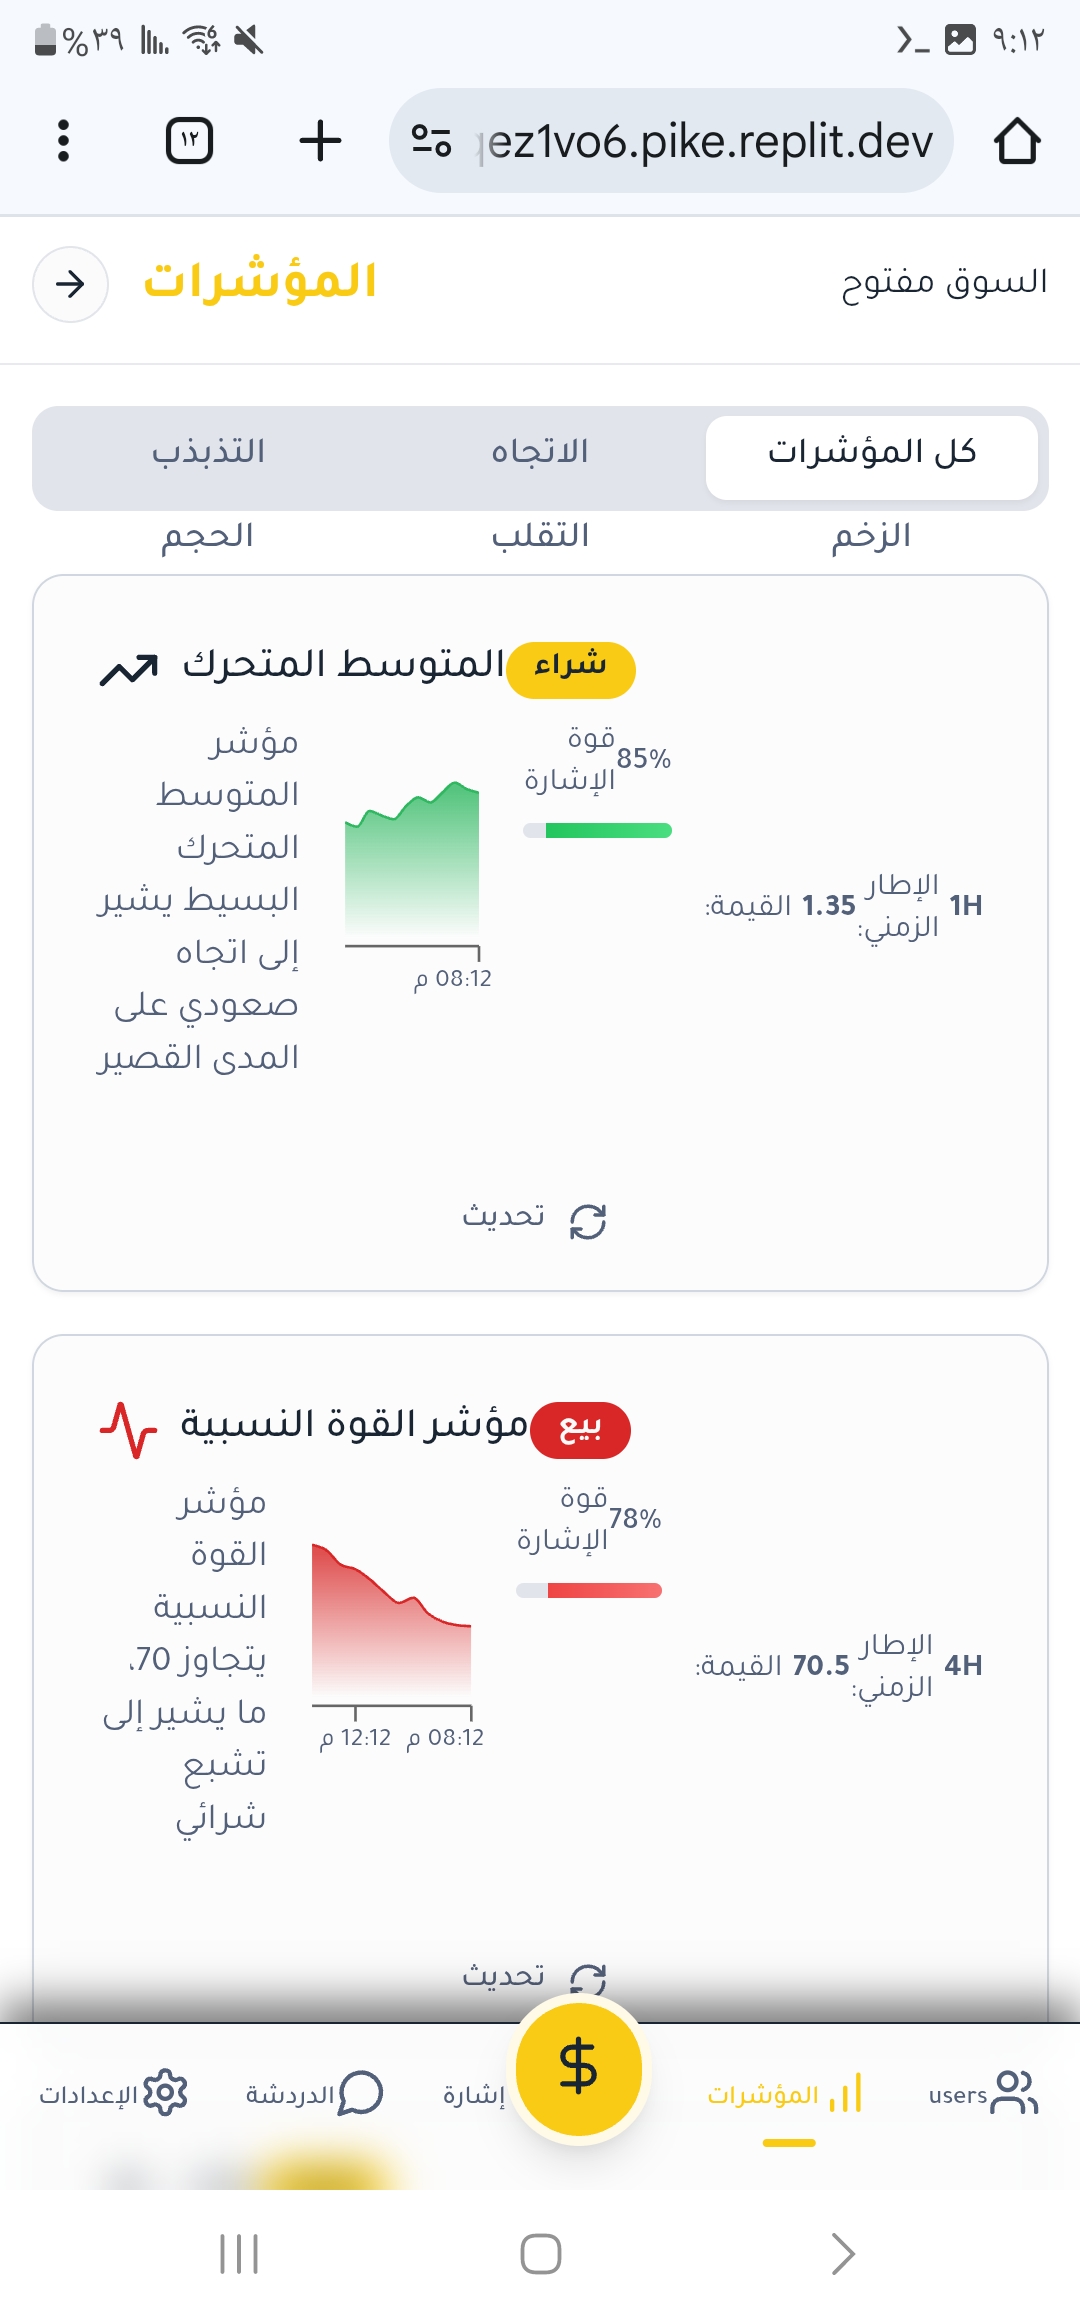 %٣٩
٩:١٢
١٢
ez1vo6.pike.replit.dev
السوق مفتوح
المؤشرات
كل المؤشرات
الاتجاه
التذبذب
الزخم
التقلب
الحجم
المتوسط المتحرك
شراء
مؤشر
المتوسط
المتحرك
البسيط يشير
إلى اتجاه
صعودي على
المدى القصير
08:12 م
قوة
الإشارة
85%
1H
الإطار
الزمني:
1.35
القيمة:
تحديث
مؤشر القوة النسبية
بيع
مؤشر
القوة
النسبية
يتجاوز 70،
ما يشير إلى
تشبع
شرائي
12:12 م
08:12 م
قوة
الإشارة
78%
4H
الإطار
الزمني:
70.5
القيمة:
تحديث
users
المؤشرات
إشارة
الدردشة
الإعدادات